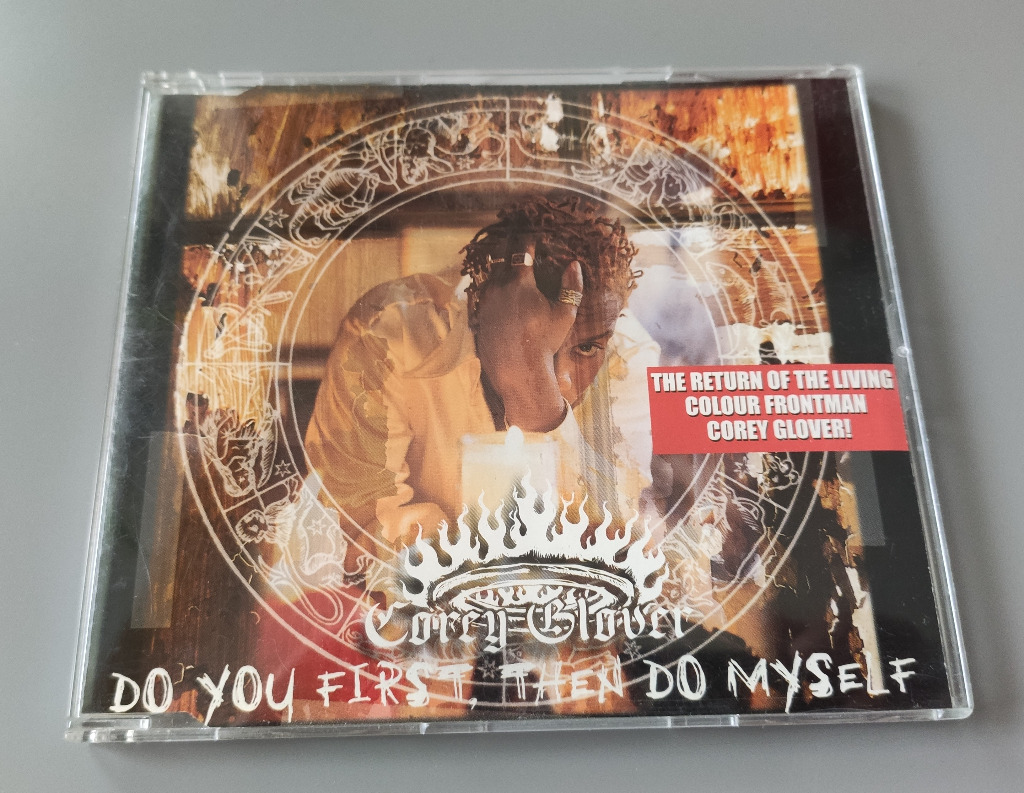 THE RETURN OF THE LIVING
COLOUR FRONTMAN
COREY GLOVER!
Corey Glover
DO YOU FIRST, THEN DO MYSELF